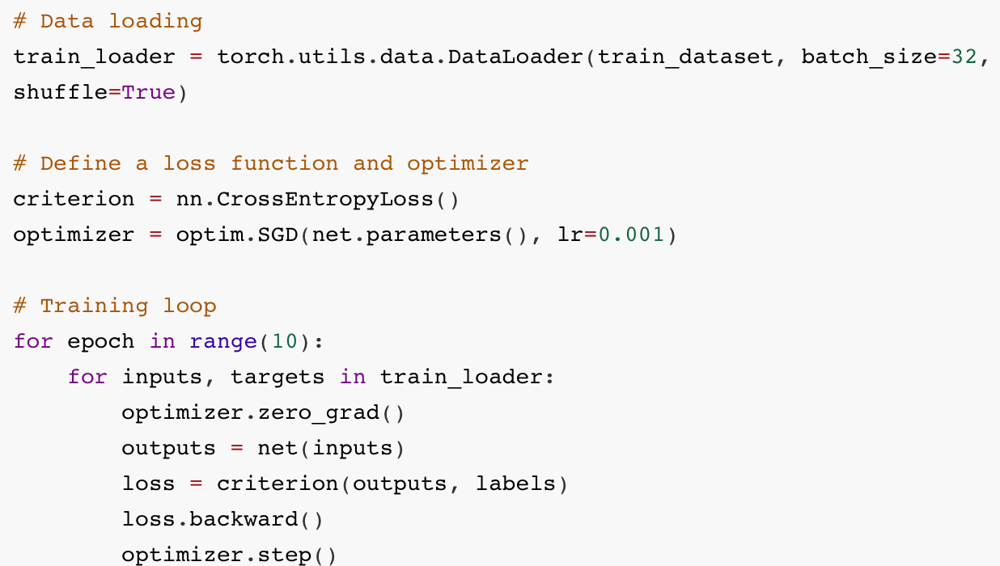 # Data loading
train_loader = torch.utils.data.DataLoader(train_dataset, batch_size=32,
shuffle=True)

# Define a loss function and optimizer
criterion = nn.CrossEntropyLoss()
optimizer = optim.SGD(net.parameters(), lr=0.001)

# Training loop
for epoch in range(10):
    for inputs, targets in train_loader:
        optimizer.zero_grad()
        outputs = net(inputs)
        loss = criterion(outputs, labels)
        loss.backward()
        optimizer.step()